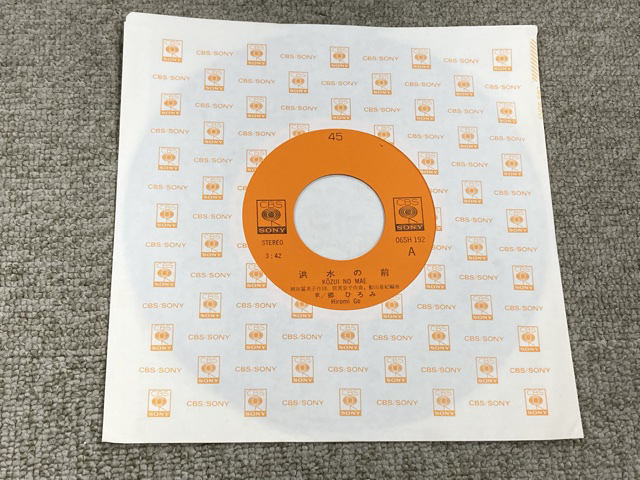 45
CBS
SONY
CBS
SONY
STEREO
06SH 192
3:42
A
洪水の前
KŌZUI NO MAE
歌/郷ひろみ
Hiromi Go
CBS/SONY